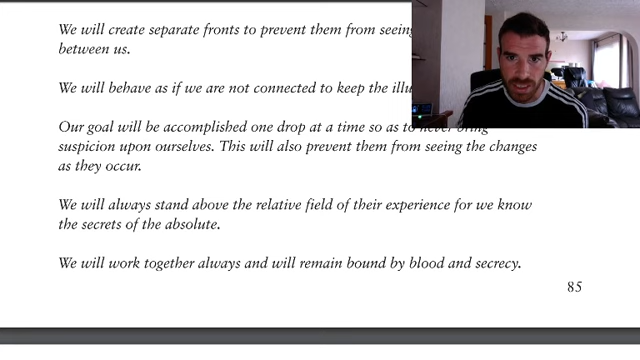 We will create separate fronts to prevent them from seeing
between us.
We will behave as if we are not connected to keep the
Our goal will be accomplished one drop at a time so as to never bring
suspicion upon ourselves. This will also prevent them from seeing the changes
as they occur.
We will always stand above the relative field of their experience for we know
the secrets of the absolute.
We will work together always and will remain bound by blood and secrecy.
85